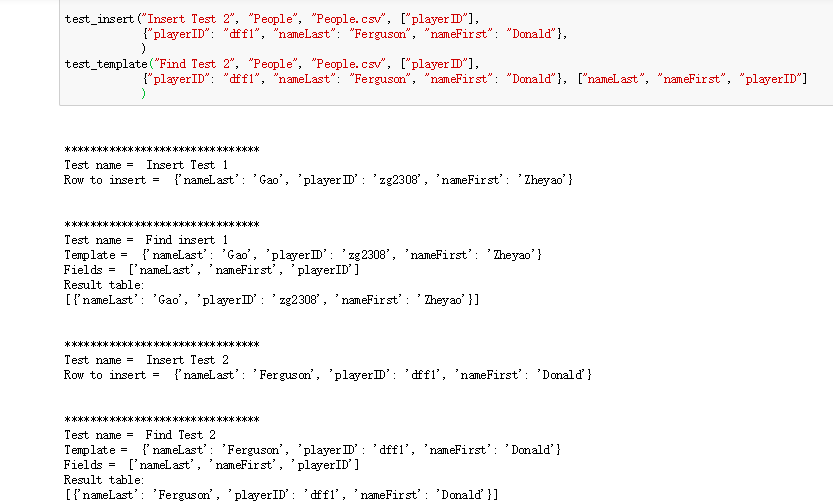 test_insert("Insert Test 2", "People", "People.csv", ["playerID"],
{"playerID": "dff1", "nameLast": "Ferguson", "nameFirst": "Donald"},
)
test_template("Find Test 2", "People", "People.csv", ["playerID"],
{"playerID": "dff1", "nameLast": "Ferguson", "nameFirst": "Donald"}, ["nameLast", "nameFirst", "playerID"]
)
******************************
Test name =  Insert Test 1
Row to insert =  {'nameLast': 'Gao', 'playerID': 'zg2308', 'nameFirst': 'Zheyao'}
******************************
Test name =  Find insert 1
Template =  {'nameLast': 'Gao', 'playerID': 'zg2308', 'nameFirst': 'Zheyao'}
Fields =  ['nameLast', 'nameFirst', 'playerID']
Result table:
[{'nameLast': 'Gao', 'playerID': 'zg2308', 'nameFirst': 'Zheyao'}]
******************************
Test name =  Insert Test 2
Row to insert =  {'nameLast': 'Ferguson', 'playerID': 'dff1', 'nameFirst': 'Donald'}
******************************
Test name =  Find Test 2
Template =  {'nameLast': 'Ferguson', 'playerID': 'dff1', 'nameFirst': 'Donald'}
Fields =  ['nameLast', 'nameFirst', 'playerID']
Result table:
[{'nameLast': 'Ferguson', 'playerID': 'dff1', 'nameFirst': 'Donald'}]